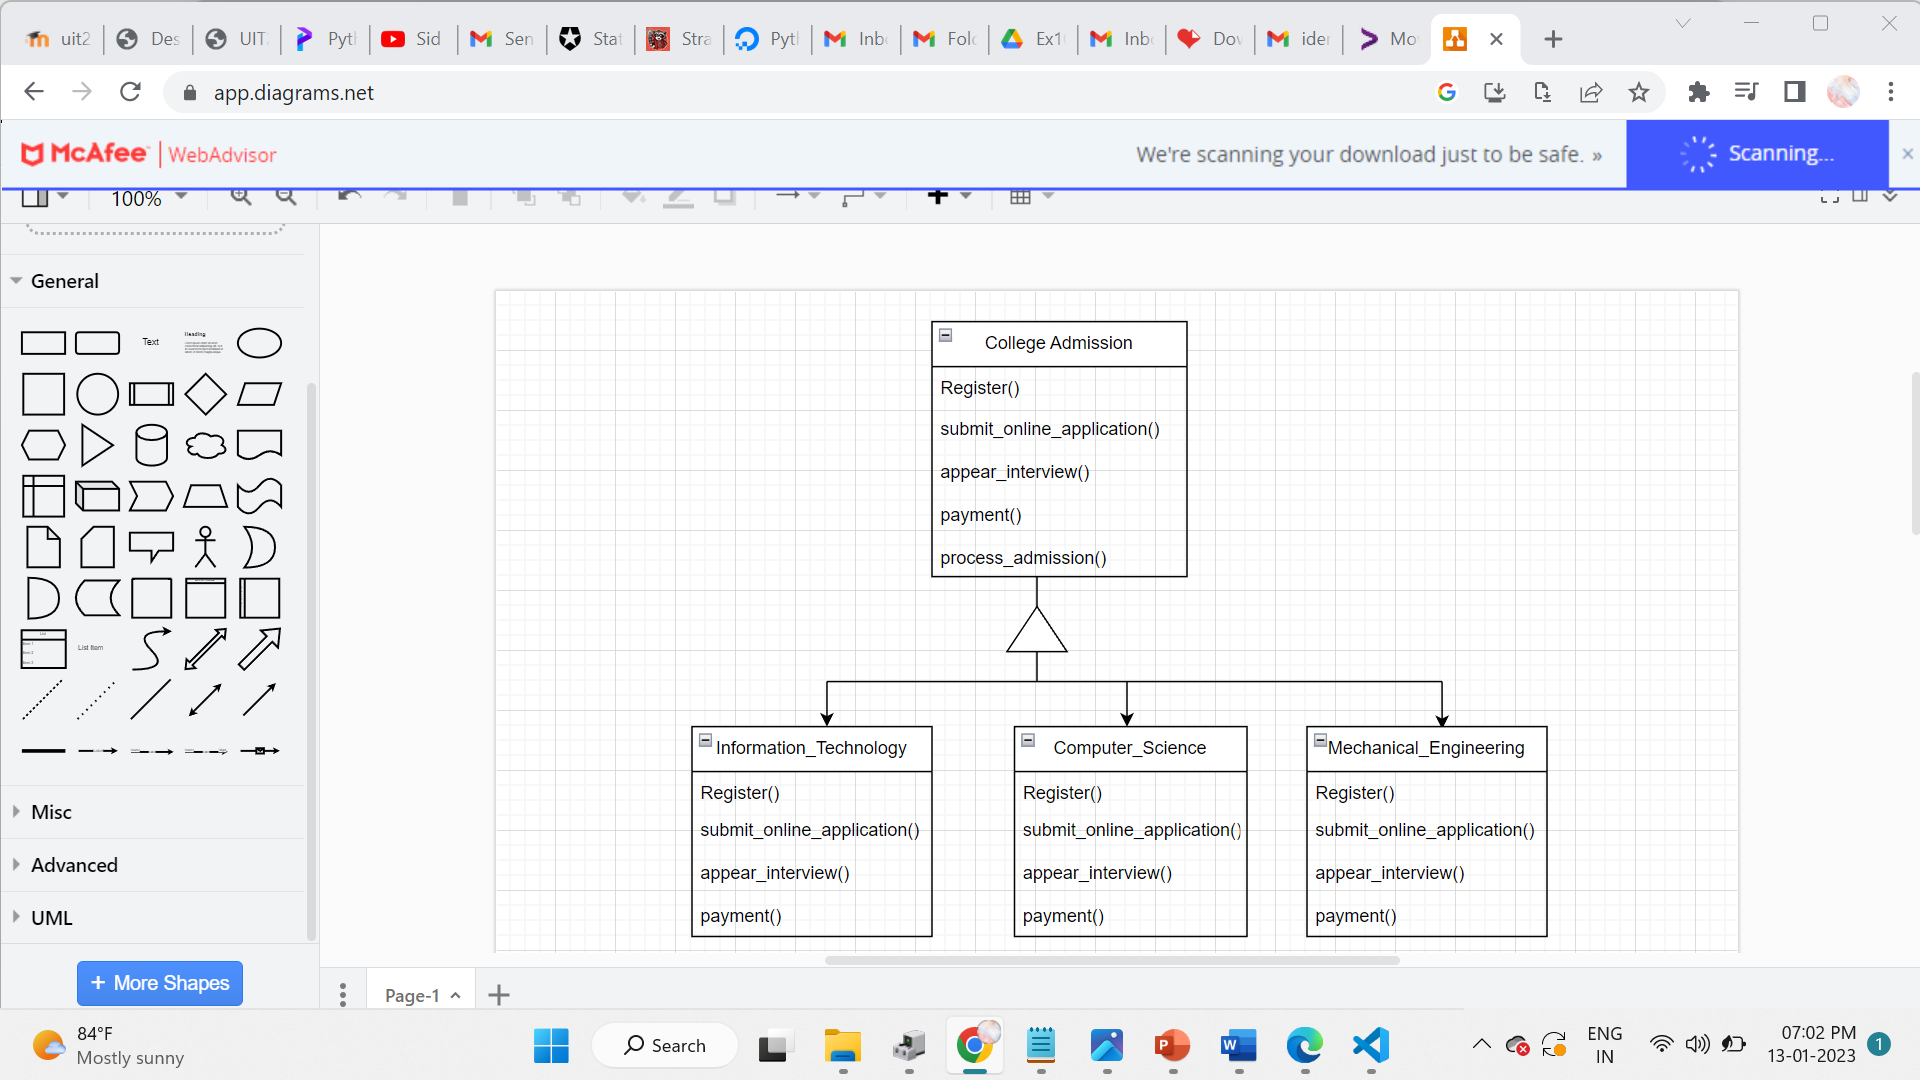 uit2
Des
UIT
Pyt
Sid
Sen
Stat
Stra
Pyt
Inb
Fol
Ex1
Inb
Dov
ider
Mo
app.diagrams.net
McAfee | WebAdvisor
We're scanning your download just to be safe. »
Scanning...
100%
General
Text
Heading
List
List Item
Misc
Advanced
UML
+ More Shapes
College Admission
Register()
submit_online_application()
appear_interview()
payment()
process_admission()
Information_Technology
Register()
submit_online_application()
appear_interview()
payment()
Computer_Science
Register()
submit_online_application()
appear_interview()
payment()
Mechanical_Engineering
Register()
submit_online_application()
appear_interview()
payment()
Page-1
84°F
Mostly sunny
Search
ENG
IN
07:02 PM
13-01-2023
1